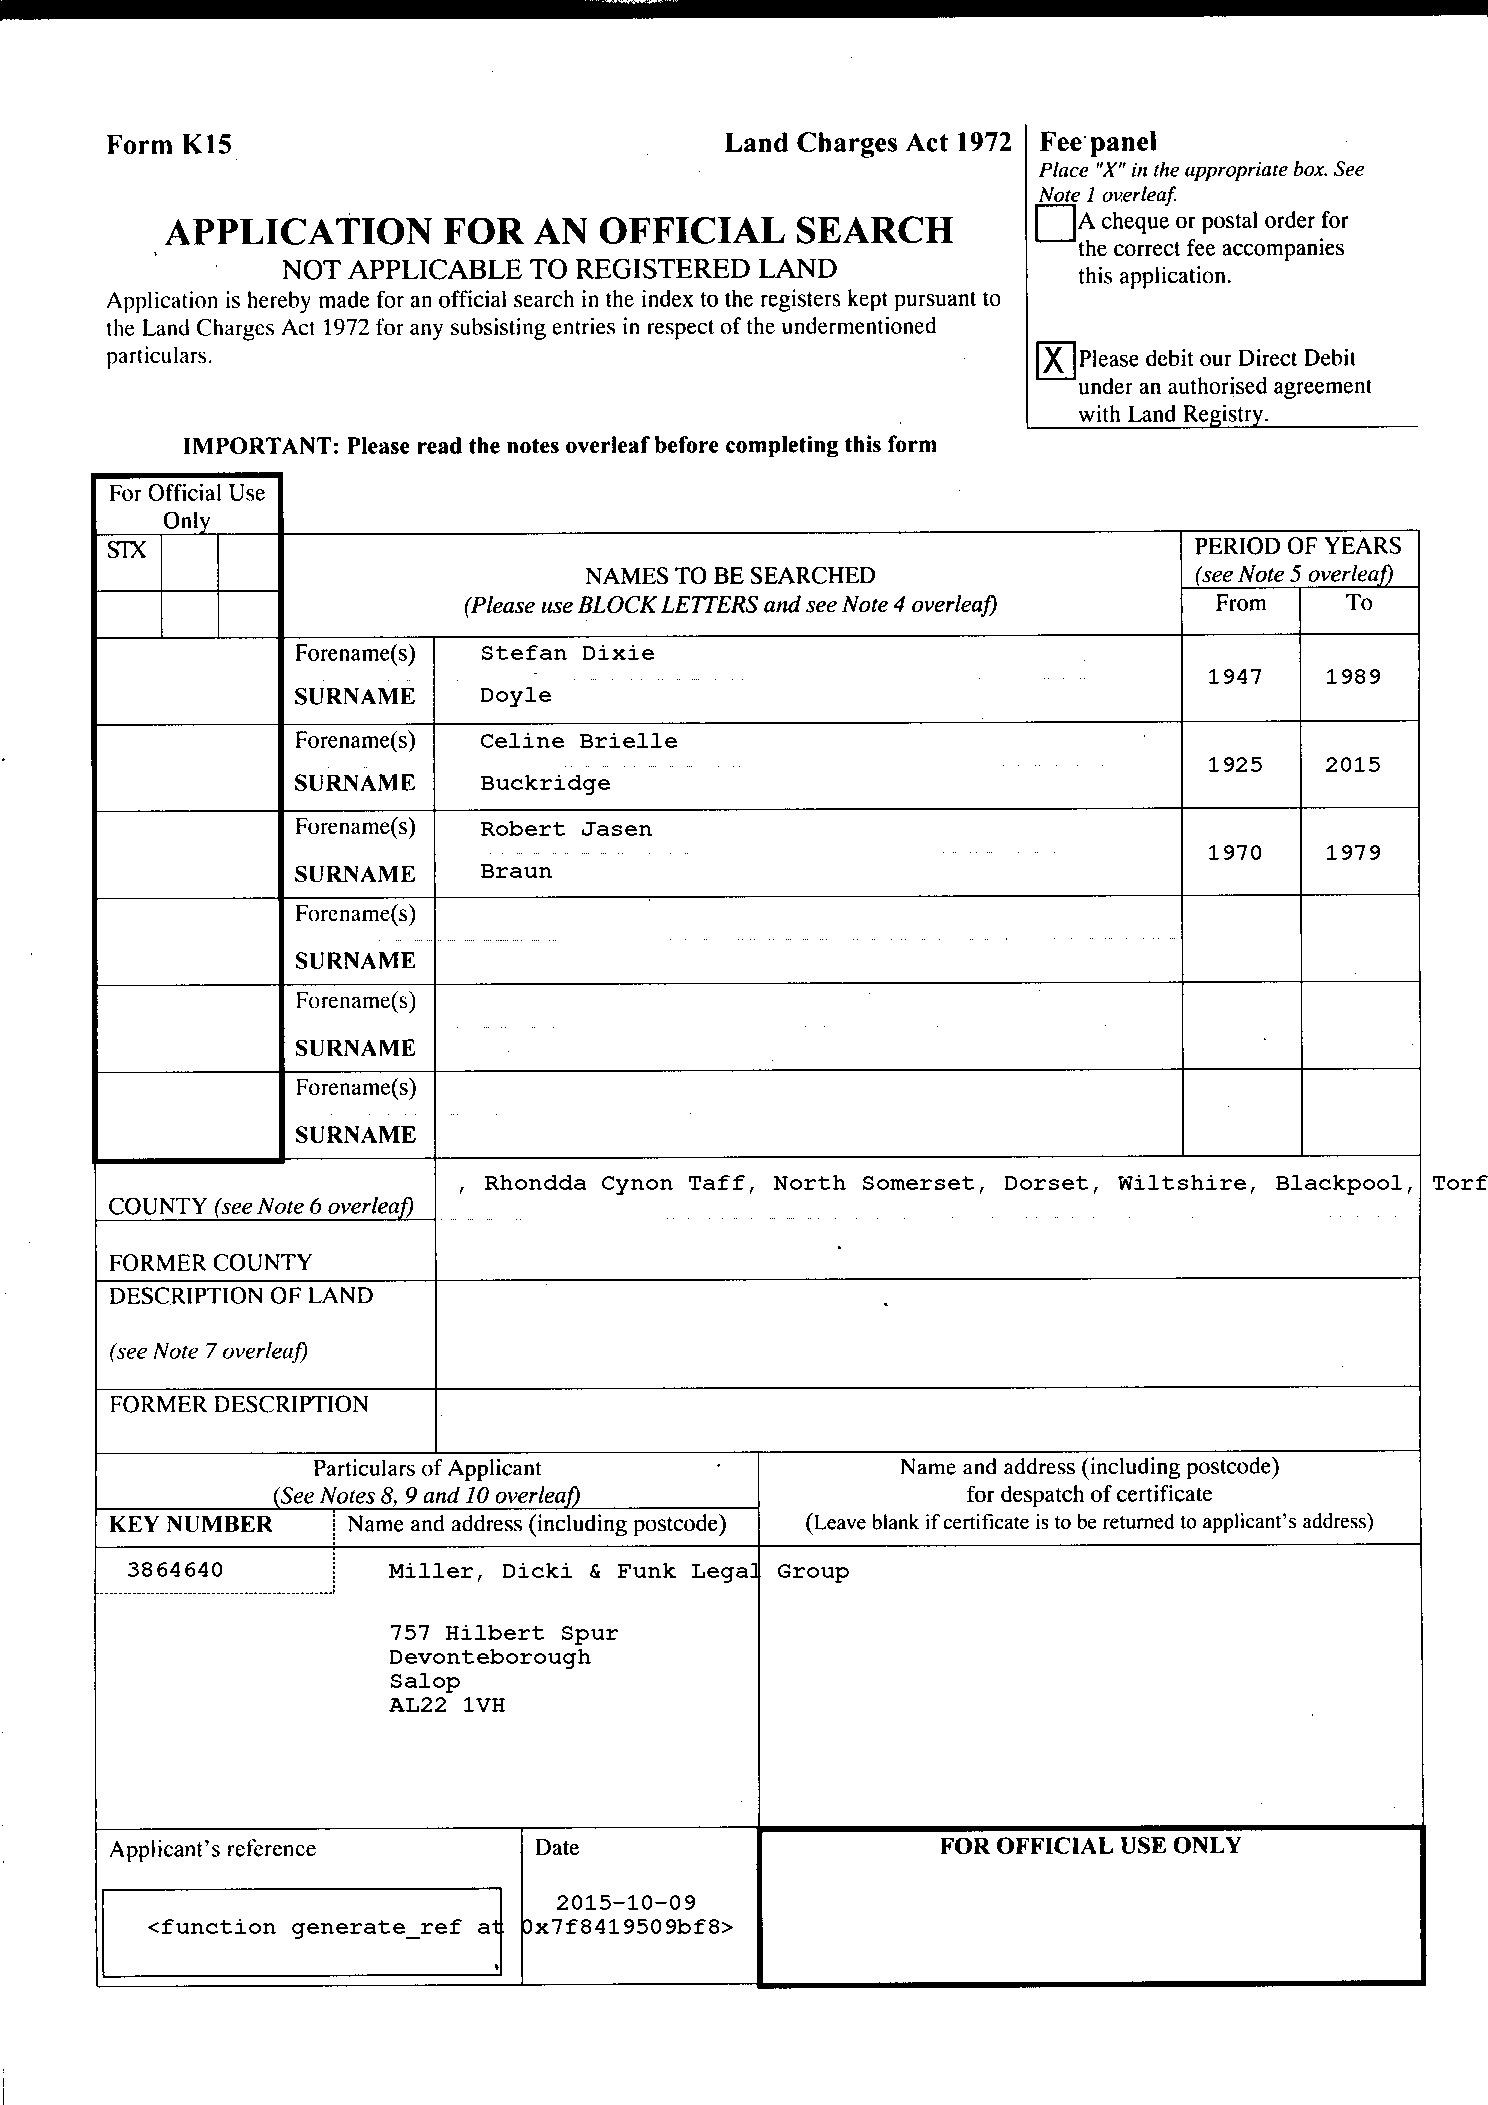 Form K15
Land Charges Act 1972
Fee panel
Place "X" in the appropriate box. See
Note 1 overleaf.
A cheque or postal order for
the correct fee accompanies
this application.
X Please debit our Direct Debit
under an authorised agreement
with Land Registry.
APPLICATION FOR AN OFFICIAL SEARCH
NOT APPLICABLE TO REGISTERED LAND
Application is hereby made for an official search in the index to the registers kept pursuant to
the Land Charges Act 1972 for any subsisting entries in respect of the undermentioned
particulars.
IMPORTANT: Please read the notes overleaf before completing this form
For Official Use
Only
STX
NAMES TO BE SEARCHED
(Please use BLOCK LETTERS and see Note 4 overleaf)
PERIOD OF YEARS
(see Note 5 overleaf)
From To
Forename(s) Stefan Dixie
SURNAME Doyle
1947 1989
Forename(s) Celine Brielle
SURNAME Buckridge
1925 2015
Forename(s) Robert Jasen
SURNAME Braun
1970 1979
Forename(s)
SURNAME
Forename(s)
SURNAME
Forename(s)
SURNAME
COUNTY (see Note 6 overleaf) , Rhondda Cynon Taff, North Somerset, Dorset, Wiltshire, Blackpool, Torf
FORMER COUNTY
DESCRIPTION OF LAND
(see Note 7 overleaf)
FORMER DESCRIPTION
Particulars of Applicant
(See Notes 8, 9 and 10 overleaf)
KEY NUMBER Name and address (including postcode)
Name and address (including postcode)
for despatch of certificate
(Leave blank if certificate is to be returned to applicant's address)
3864640 Miller, Dicki & Funk Legal Group
757 Hilbert Spur
Devonteborough
Salop
AL22 1VH
Applicant's reference
Date
FOR OFFICIAL USE ONLY
2015-10-09
<function generate_ref at 0x7f8419509bf8>